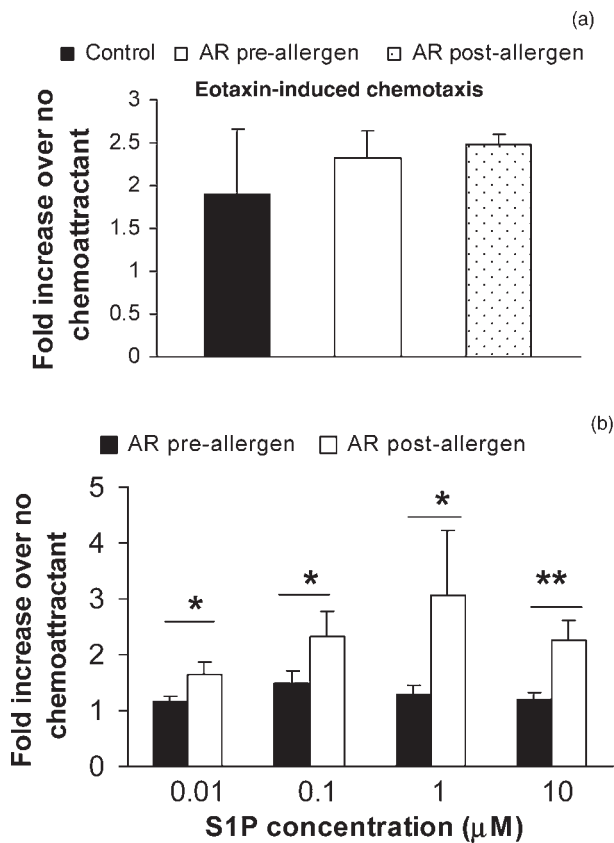 (a)
Control AR pre-allergen AR post-allergen
Eotaxin-induced chemotaxis
Fold increase over no
chemoattractant
3
2.5
2
1.5
1
0.5
0
(b)
AR pre-allergen AR post-allergen
Fold increase over no
chemoattractant
5
4
3
2
1
0
* * * **
0.01 0.1 1 10
S1P concentration (μM)